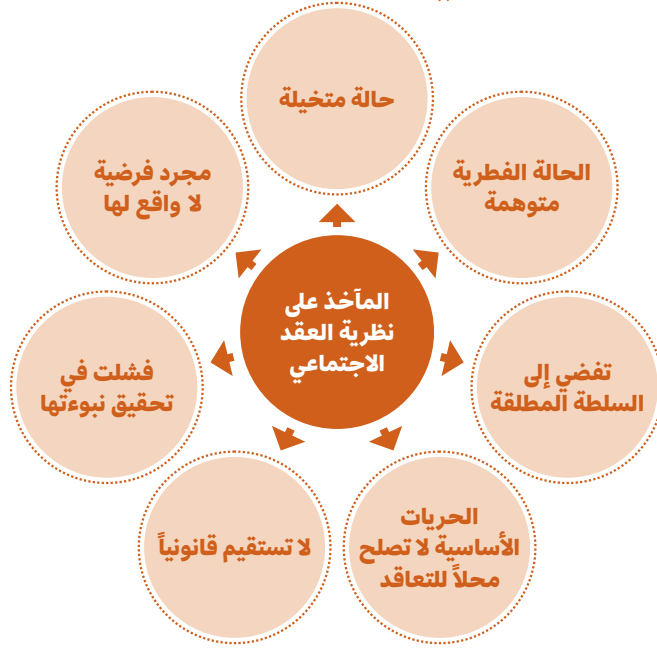 حالة متخيلة
الحالة الفطرية
متوهمة
مجرد فرضية
لا واقع لها
المآخذ على
نظرية العقد
الاجتماعي
تفضي إلى
السلطة المطلقة
فشلت في
تحقيق نبوءتها
الحريات
الأساسية لا تصلح
محلاً للتعاقد
لا تستقيم قانونياً